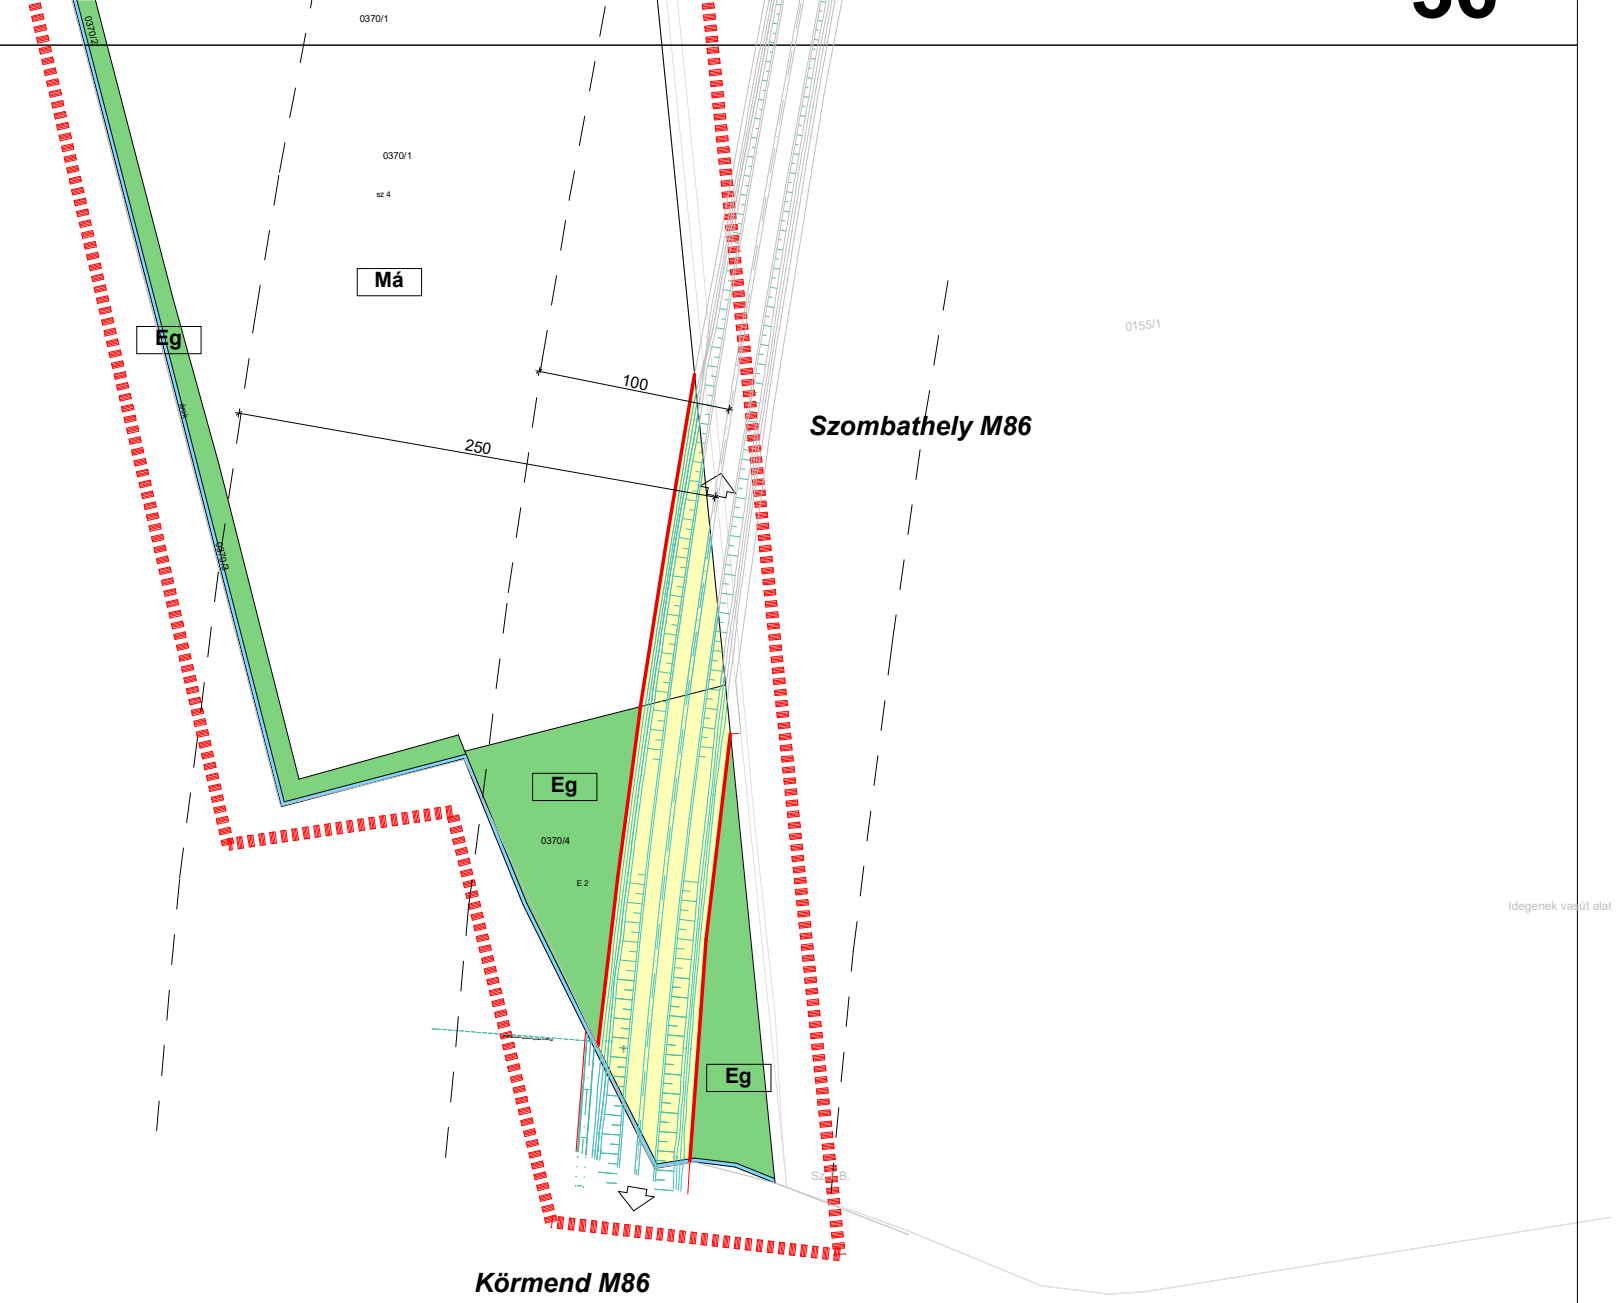 0370/2
0370/1
0370/1
sz 4
Má
0155/1
Eg
100
Szombathely M86
250
Eg
0370/4
E 2
Idegenek vasút alat
Eg
Körmend M86